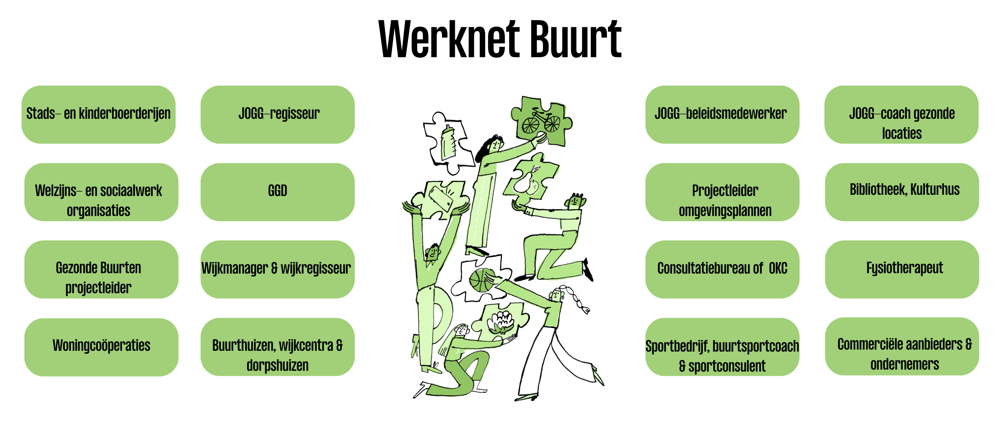 Werknet Buurt
Stads- en kinderboerderijen
JOGG-regisseur
JOGG-beleidsmedewerker
JOGG-coach gezonde
locaties
Welzijns- en sociaalwerk
organisaties
GGD
Projectleider
omgevingsplannen
Bibliotheek, Kulturhus
Gezonde Buurten
projectleider
Wijkmanager & wijkregisseur
Consultatiebureau of  OKC
Fysiotherapeut
Woningcoöperaties
Buurthuizen, wijkcentra &
dorpshuizen
Sportbedrijf, buurtsportcoach
& sportconsulent
Commerciële aanbieders &
ondernemers